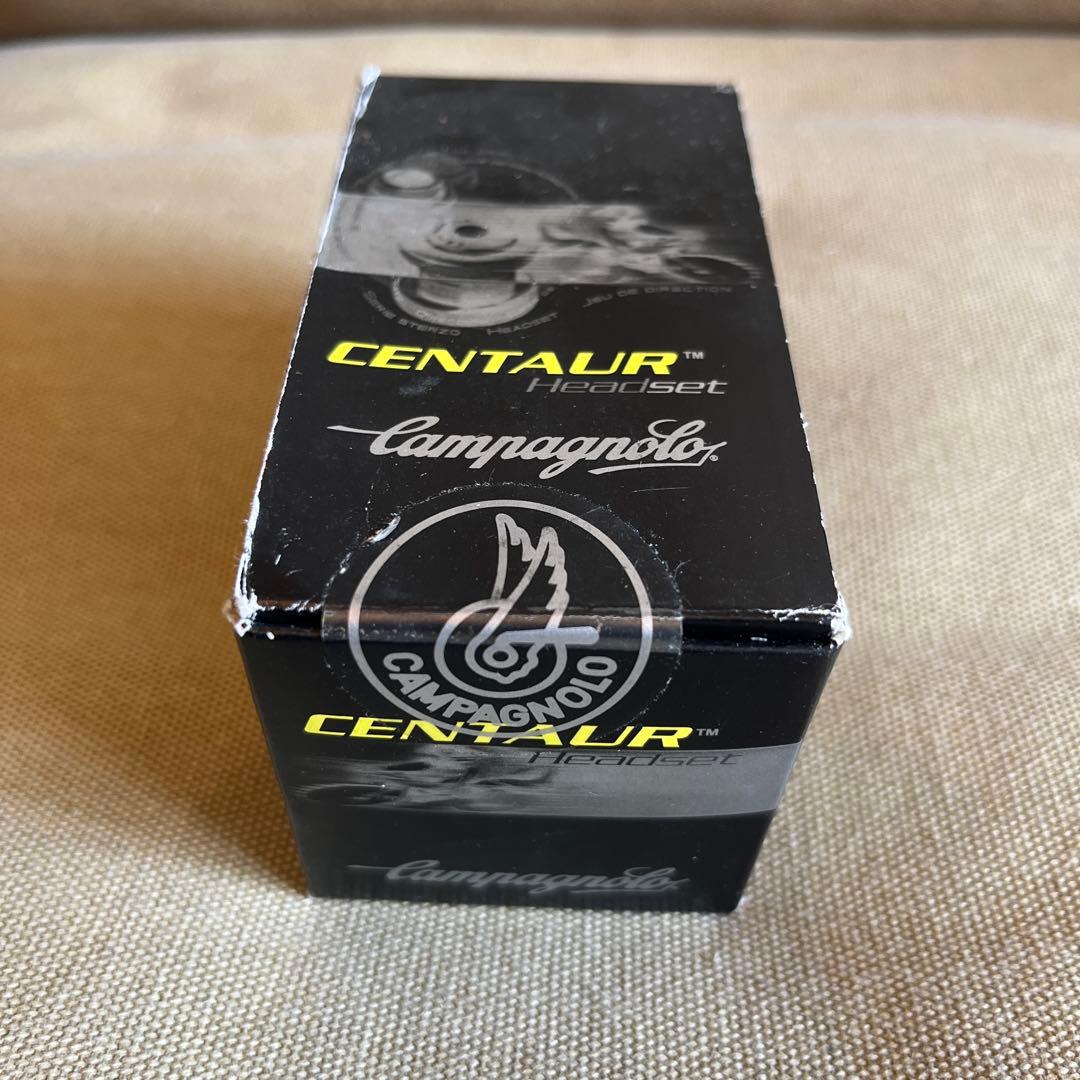 SERIE STERZO HEADSET JEU DE DIRECTION
CENTAUR™
Headset
Campagnolo®
CAMPAGNOLO
CENTAUR™
Headset
Campagnolo®